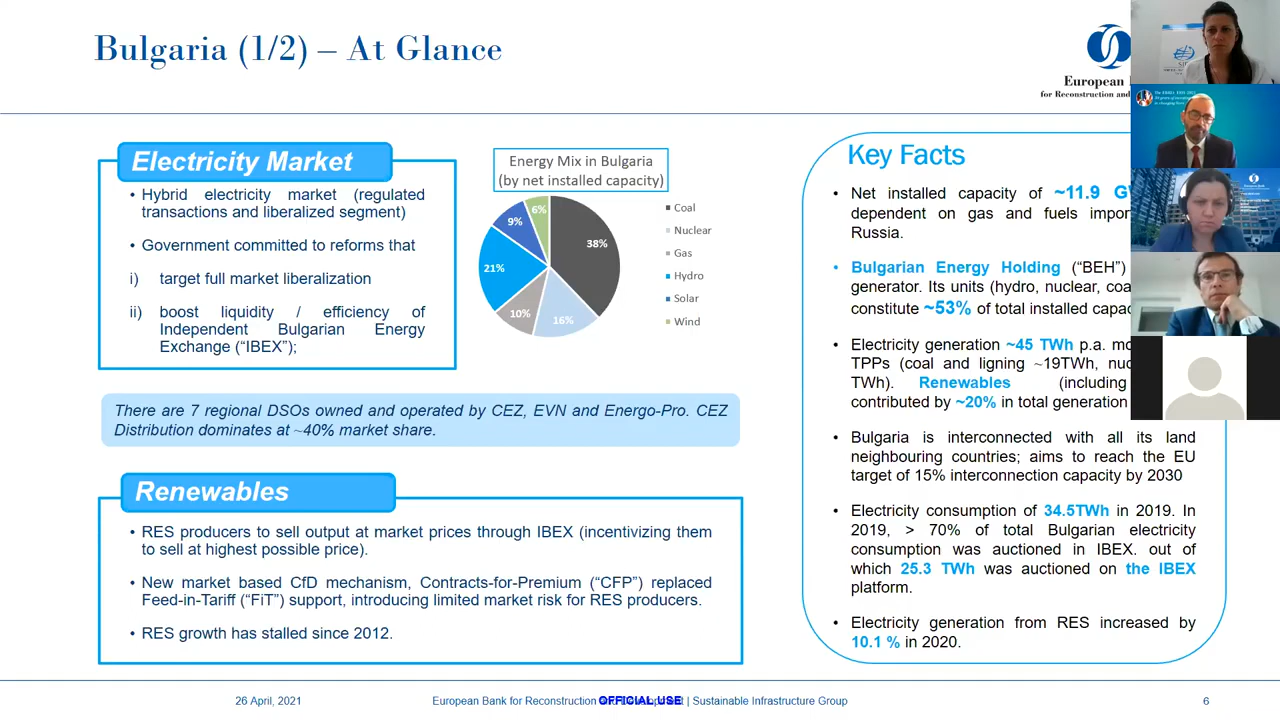 Bulgaria (1/2) – At Glance
European
for Reconstruction and
Electricity Market
• Hybrid electricity market (regulated
transactions and liberalized segment)
• Government committed to reforms that
i) target full market liberalization
ii) boost liquidity / efficiency of
Independent Bulgarian Energy
Exchange (“IBEX”);
Energy Mix in Bulgaria
(by net installed capacity)
38%
16%
10%
21%
9%
6%
Coal
Nuclear
Gas
Hydro
Solar
Wind
There are 7 regional DSOs owned and operated by CEZ, EVN and Energo-Pro. CEZ
Distribution dominates at ~40% market share.
Renewables
• RES producers to sell output at market prices through IBEX (incentivizing them
to sell at highest possible price).
• New market based CfD mechanism, Contracts-for-Premium (“CFP”) replaced
Feed-in-Tariff (“FiT”) support, introducing limited market risk for RES producers.
• RES growth has stalled since 2012.
Key Facts
• Net installed capacity of ~11.9
dependent on gas and fuels
Russia.
• Bulgarian Energy Holding (“BEH”)
generator. Its units (hydro, nuclear,
constitute ~53% of total installed
• Electricity generation ~45 TWh p.a.
TPPs (coal and ligning ~19TWh,
TWh). Renewables (including
contributed by ~20% in total generation
• Bulgaria is interconnected with all its land
neighbouring countries; aims to reach the EU
target of 15% interconnection capacity by 2030
• Electricity consumption of 34.5TWh in 2019. In
2019, > 70% of total Bulgarian electricity
consumption was auctioned in IBEX. out of
which 25.3 TWh was auctioned on the IBEX
platform.
• Electricity generation from RES increased by
10.1 % in 2020.
26 April, 2021
European Bank for Reconstruction and Development | Sustainable Infrastructure Group
OFFICIAL USE
6